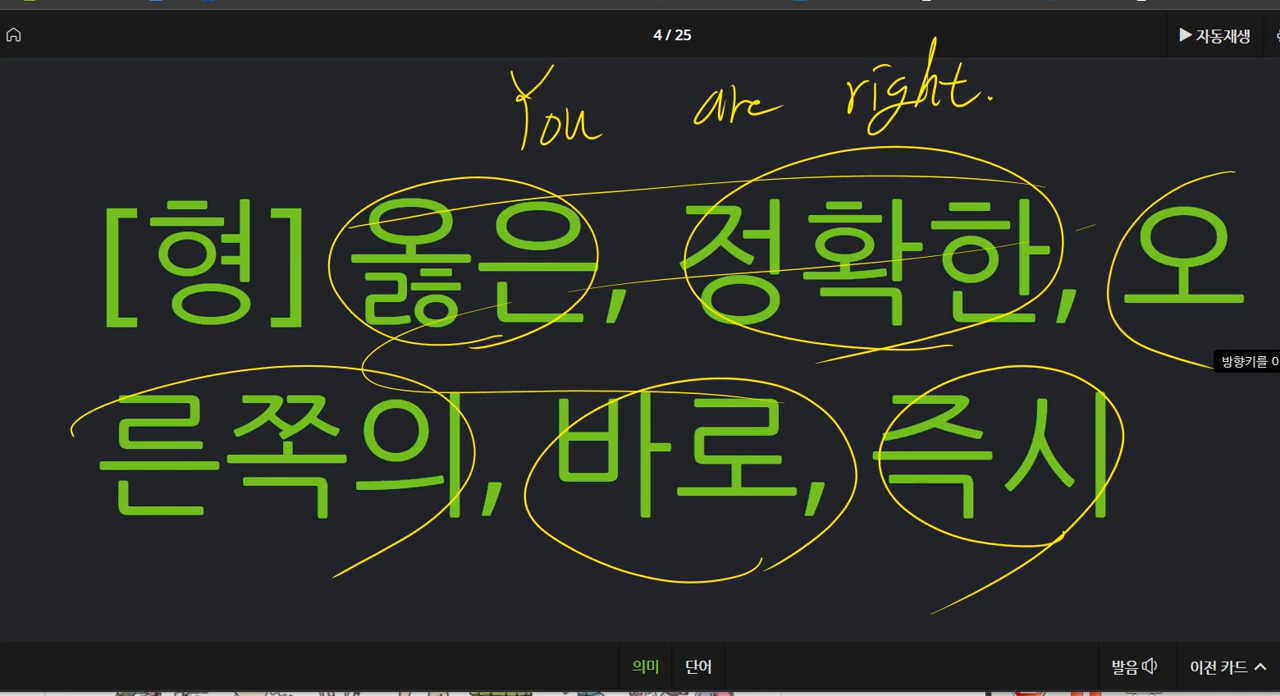 4 / 25
▶ 자동재생
You are right.
[형] 옳은, 정확한, 오
른쪽의, 바로, 즉시
방향키를 이
의미 단어 발음 이전 카드